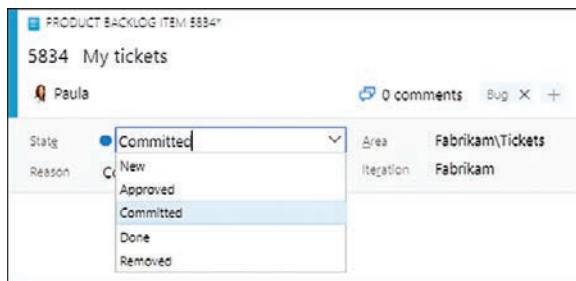 PRODUCT BACKLOG ITEM 5834*
5834 My tickets
Paula
0 comments Bug
State Committed Area Fabrikam\Tickets
Reason Iteration Fabrikam
New
Approved
Committed
Done
Removed